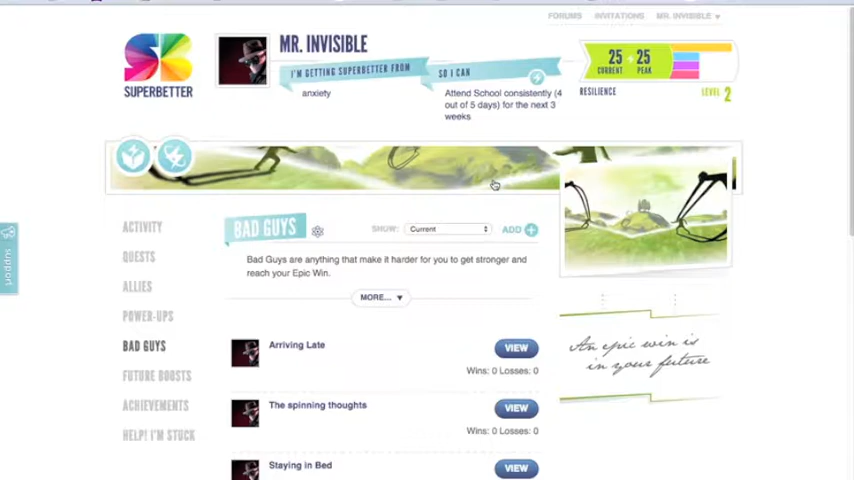 FORUMS INVITATIONS MR. INVISIBLE
SB
SUPERBETTER
MR. INVISIBLE
I'M GETTING SUPERBETTER FROM
anxiety
SO I CAN
Attend School consistently (4
out of 5 days) for the next 3
weeks
25 25
CURRENT PEAK
RESILIENCE LEVEL 2
support
ACTIVITY
QUESTS
ALLIES
POWER-UPS
BAD GUYS
FUTURE BOOSTS
ACHIEVEMENTS
HELP! I'M STUCK
BAD GUYS SHOW: Current ADD
Bad Guys are anything that make it harder for you to get stronger and
reach your Epic Win.
MORE...
Arriving Late VIEW
Wins: 0 Losses: 0
The spinning thoughts VIEW
Wins: 0 Losses: 0
Staying in Bed VIEW
An epic win is
in your future